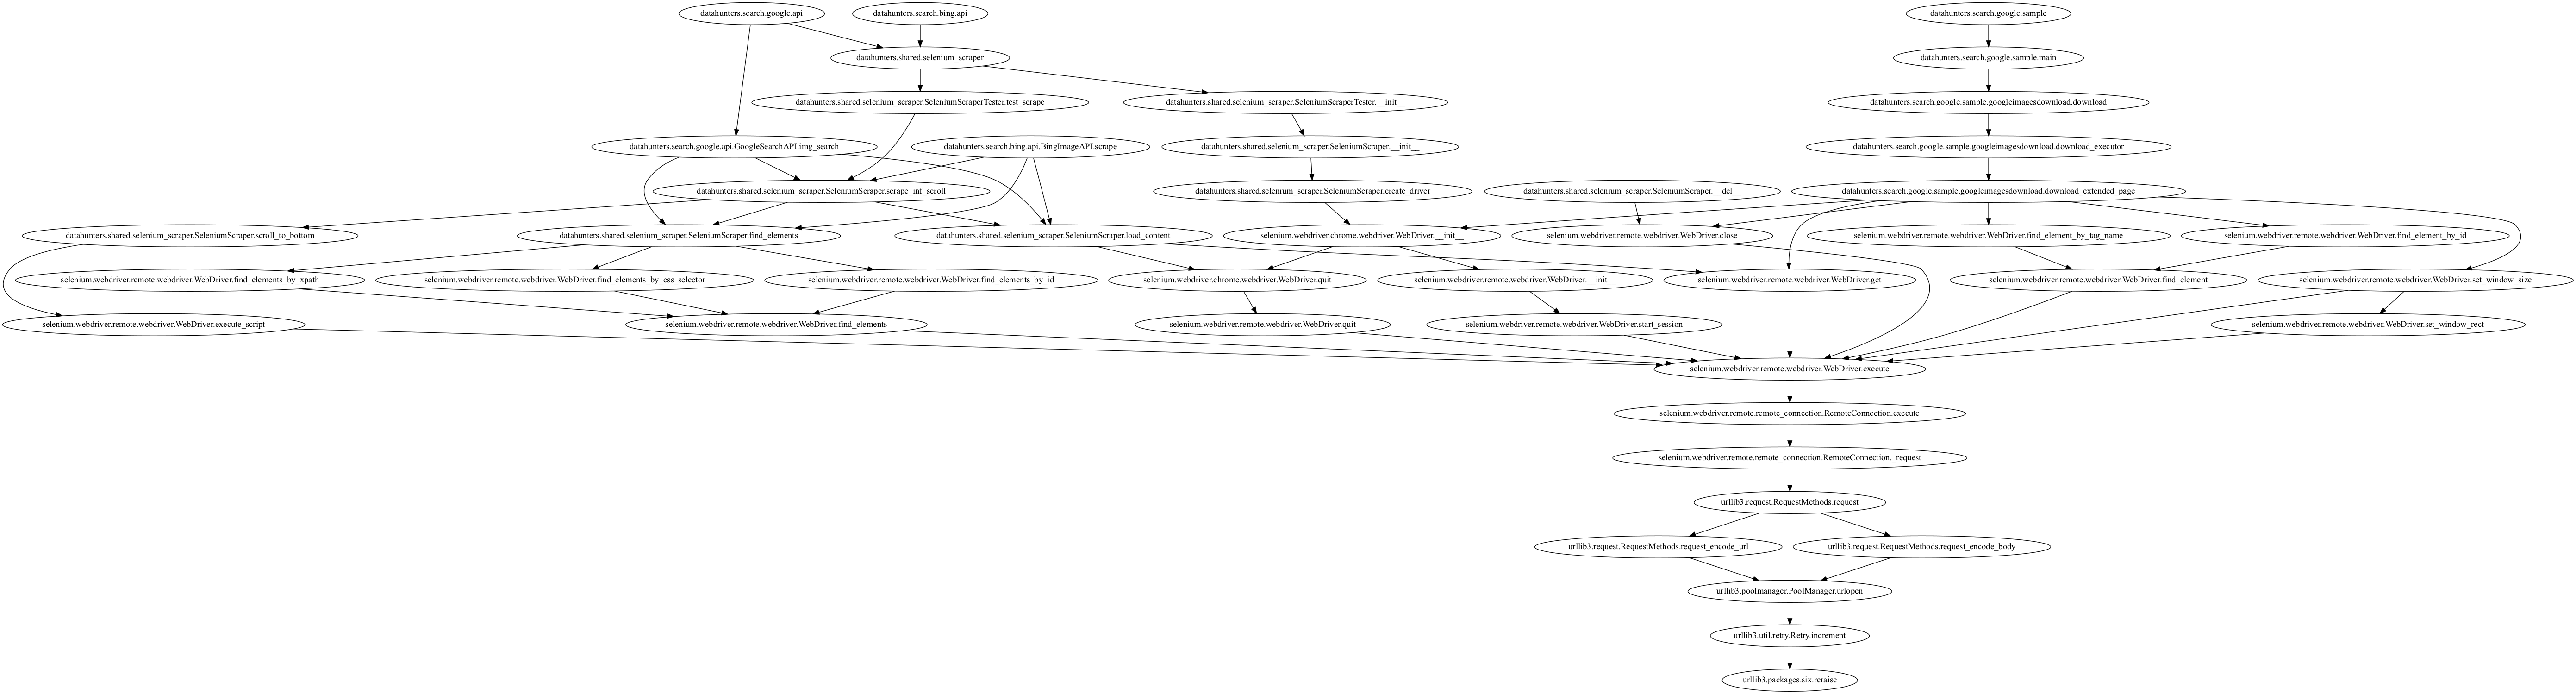 datahunters.search.google.api
datahunters.search.bing.api
datahunters.search.google.sample
datahunters.shared.selenium_scraper
datahunters.search.google.sample.main
datahunters.shared.selenium_scraper.SeleniumScraperTester.test_scrape
datahunters.shared.selenium_scraper.SeleniumScraperTester.__init__
datahunters.search.google.sample.googleimagesdownload.download
datahunters.search.google.api.GoogleSearchAPI.img_search
datahunters.search.bing.api.BingImageAPI.scrape
datahunters.shared.selenium_scraper.SeleniumScraper.__init__
datahunters.search.google.sample.googleimagesdownload.download_executor
datahunters.shared.selenium_scraper.SeleniumScraper.scrape_inf_scroll
datahunters.shared.selenium_scraper.SeleniumScraper.create_driver
datahunters.shared.selenium_scraper.SeleniumScraper.__del__
datahunters.search.google.sample.googleimagesdownload.download_extended_page
datahunters.shared.selenium_scraper.SeleniumScraper.scroll_to_bottom
datahunters.shared.selenium_scraper.SeleniumScraper.find_elements
datahunters.shared.selenium_scraper.SeleniumScraper.load_content
selenium.webdriver.chrome.webdriver.WebDriver.__init__
selenium.webdriver.remote.webdriver.WebDriver.close
selenium.webdriver.remote.webdriver.WebDriver.find_element_by_tag_name
selenium.webdriver.remote.webdriver.WebDriver.find_element_by_id
selenium.webdriver.remote.webdriver.WebDriver.find_elements_by_xpath
selenium.webdriver.remote.webdriver.WebDriver.find_elements_by_css_selector
selenium.webdriver.remote.webdriver.WebDriver.find_elements_by_id
selenium.webdriver.chrome.webdriver.WebDriver.quit
selenium.webdriver.remote.webdriver.WebDriver.__init__
selenium.webdriver.remote.webdriver.WebDriver.get
selenium.webdriver.remote.webdriver.WebDriver.find_element
selenium.webdriver.remote.webdriver.WebDriver.set_window_size
selenium.webdriver.remote.webdriver.WebDriver.execute_script
selenium.webdriver.remote.webdriver.WebDriver.find_elements
selenium.webdriver.remote.webdriver.WebDriver.quit
selenium.webdriver.remote.webdriver.WebDriver.start_session
selenium.webdriver.remote.webdriver.WebDriver.set_window_rect
selenium.webdriver.remote.webdriver.WebDriver.execute
selenium.webdriver.remote.remote_connection.RemoteConnection.execute
selenium.webdriver.remote.remote_connection.RemoteConnection._request
urllib3.request.RequestMethods.request
urllib3.request.RequestMethods.request_encode_url
urllib3.request.RequestMethods.request_encode_body
urllib3.poolmanager.PoolManager.urlopen
urllib3.util.retry.Retry.increment
urllib3.packages.six.reraise